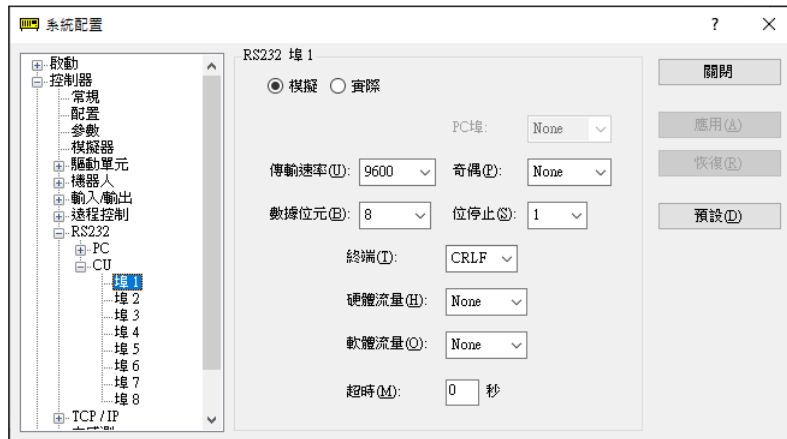 系統配置
啟動
控制器
常規
配置
參數
模擬器
驅動單元
機器人
輸入/輸出
遠程控制
RS232
PC
CU
埠 1
埠 2
埠 3
埠 4
埠 5
埠 6
埠 7
埠 8
TCP / IP
RS232 埠 1
模擬 實際
PC埠: None
傳輸速率(U): 9600 奇偶(P): None
數據位元(B): 8 位停止(S): 1
終端(T): CRLF
硬體流量(H): None
軟體流量(O): None
超時(M): 0 秒
關閉
應用(A)
恢復(R)
預設(D)